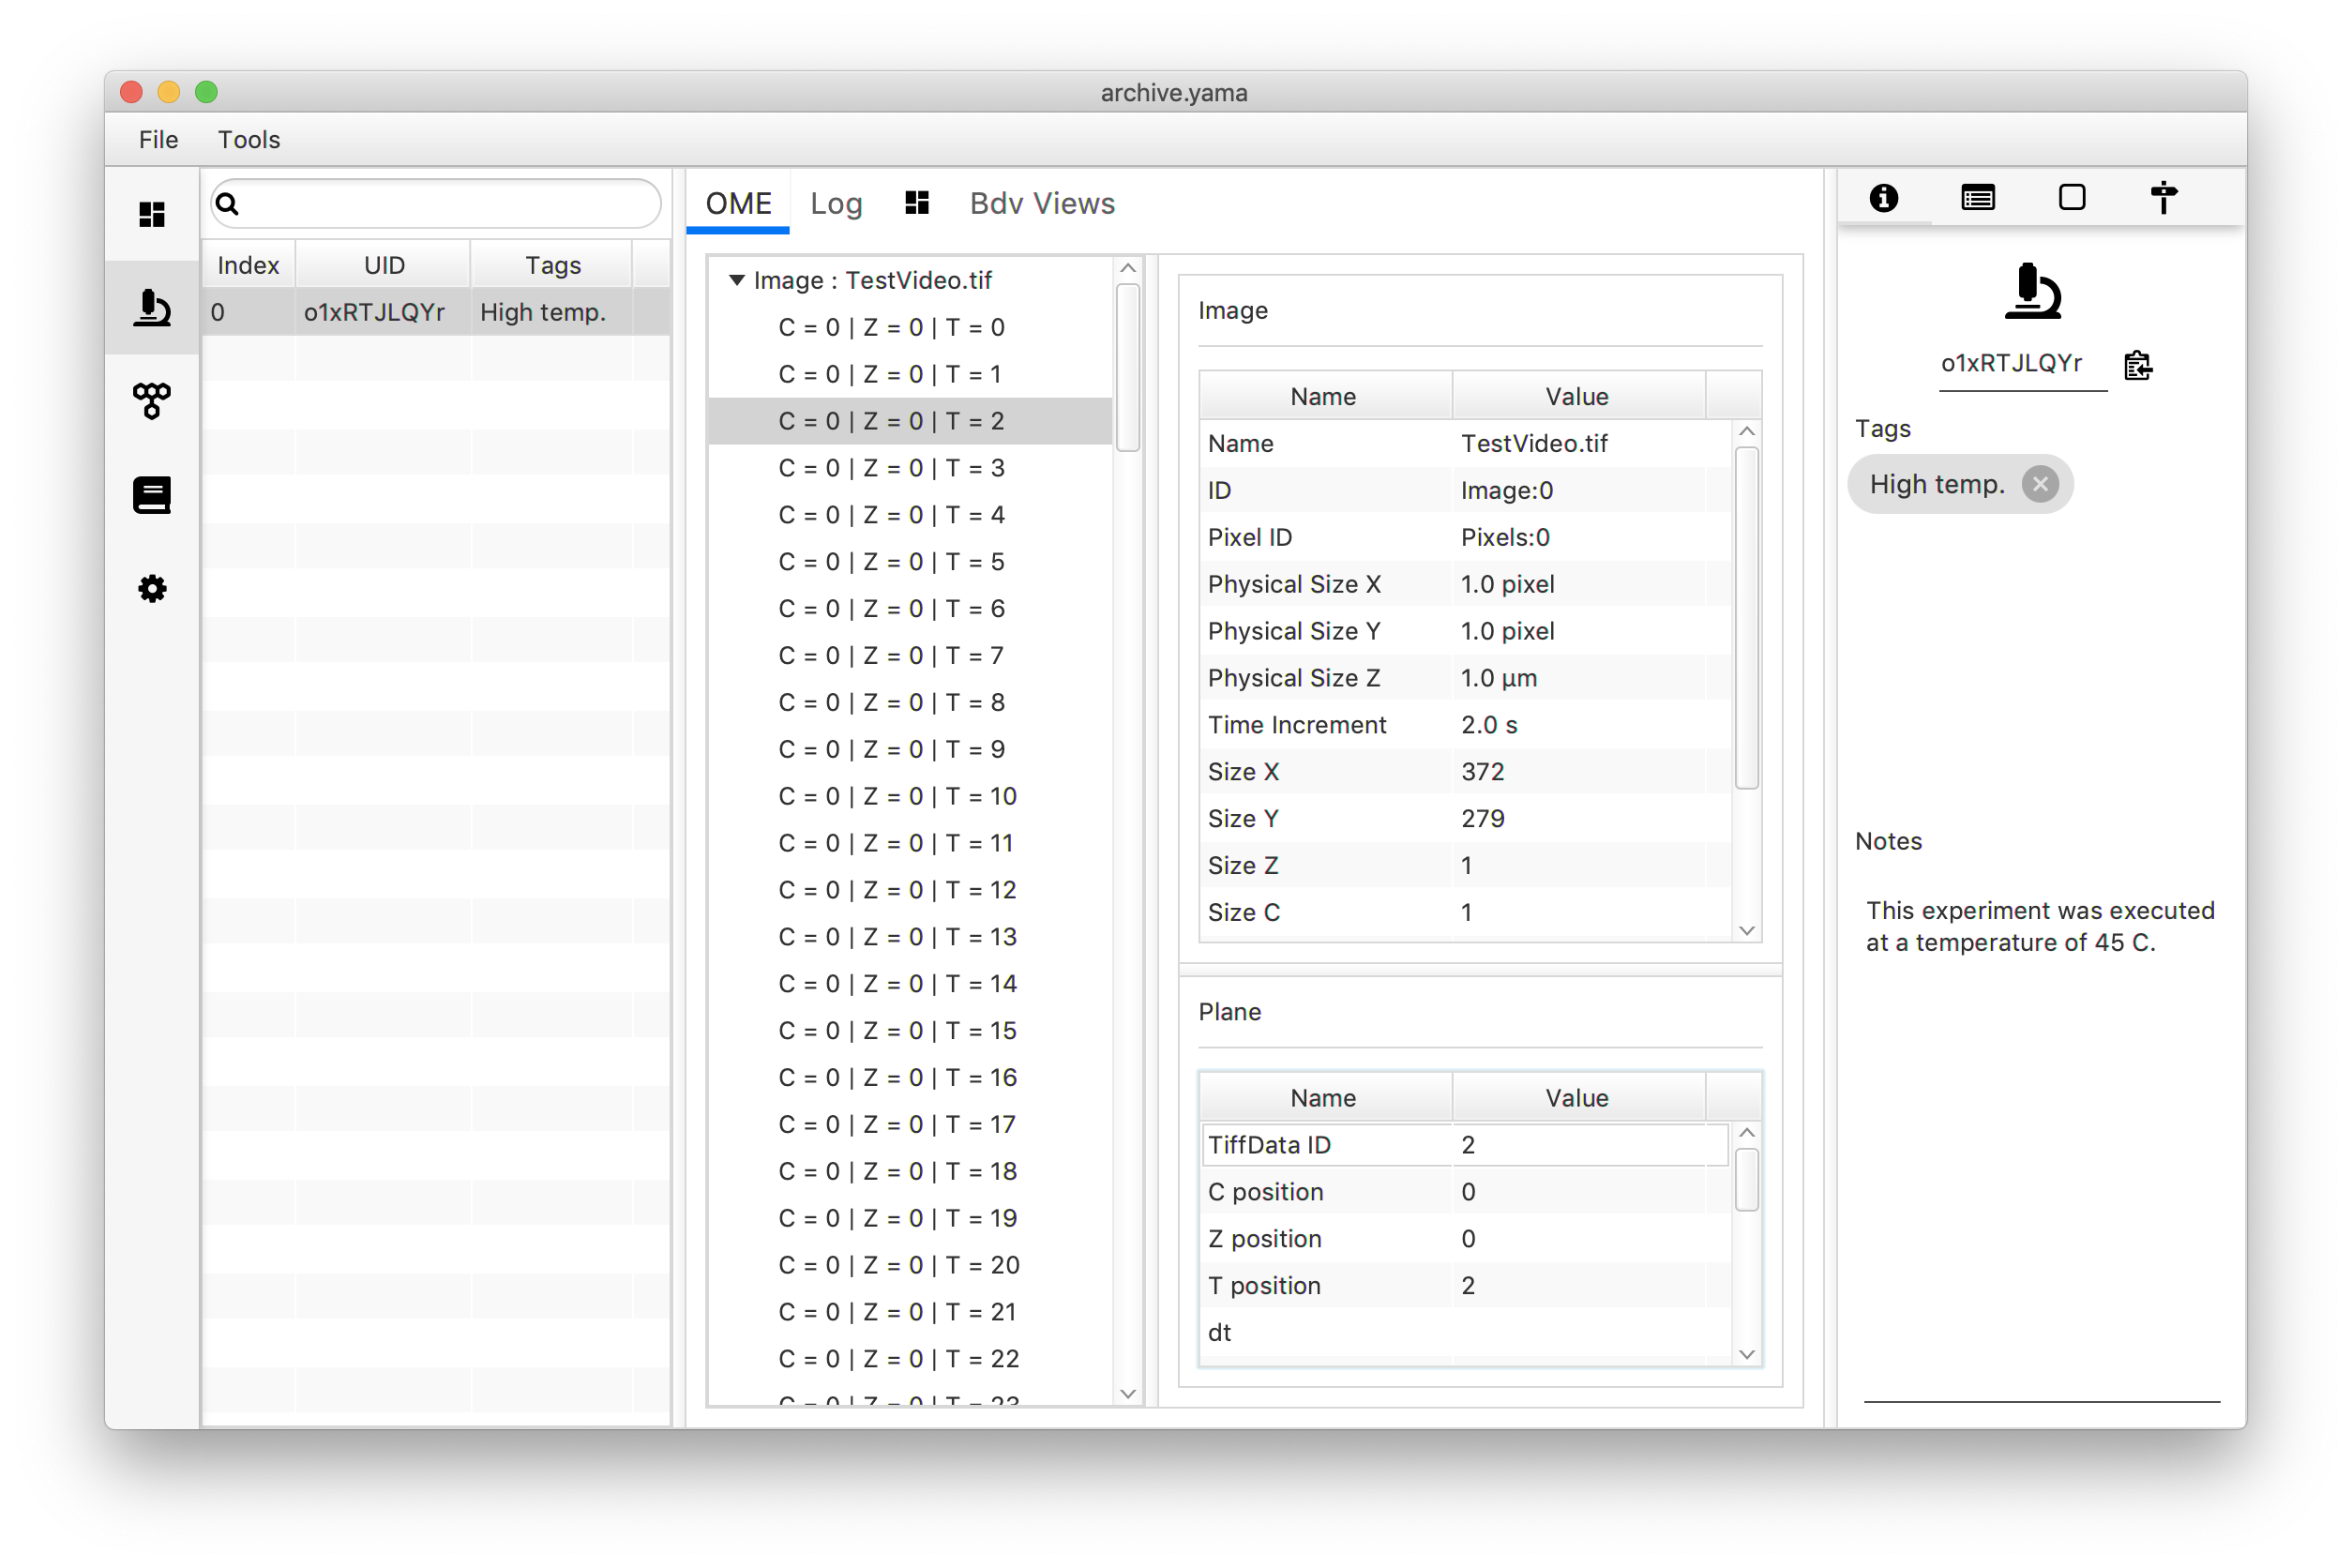 archive.yama
File Tools
Index UID Tags
0 o1xRTJLQYr High temp.
OME Log Bdv Views
Image : TestVideo.tif
C = 0 | Z = 0 | T = 0
C = 0 | Z = 0 | T = 1
C = 0 | Z = 0 | T = 2
C = 0 | Z = 0 | T = 3
C = 0 | Z = 0 | T = 4
C = 0 | Z = 0 | T = 5
C = 0 | Z = 0 | T = 6
C = 0 | Z = 0 | T = 7
C = 0 | Z = 0 | T = 8
C = 0 | Z = 0 | T = 9
C = 0 | Z = 0 | T = 10
C = 0 | Z = 0 | T = 11
C = 0 | Z = 0 | T = 12
C = 0 | Z = 0 | T = 13
C = 0 | Z = 0 | T = 14
C = 0 | Z = 0 | T = 15
C = 0 | Z = 0 | T = 16
C = 0 | Z = 0 | T = 17
C = 0 | Z = 0 | T = 18
C = 0 | Z = 0 | T = 19
C = 0 | Z = 0 | T = 20
C = 0 | Z = 0 | T = 21
C = 0 | Z = 0 | T = 22
C = 0 | Z = 0 | T = 23
Image
Name Value
Name TestVideo.tif
ID Image:0
Pixel ID Pixels:0
Physical Size X 1.0 pixel
Physical Size Y 1.0 pixel
Physical Size Z 1.0 µm
Time Increment 2.0 s
Size X 372
Size Y 279
Size Z 1
Size C 1
Plane
Name Value
TiffData ID 2
C position 0
Z position 0
T position 2
dt
o1xRTJLQYr
Tags
High temp.
Notes
This experiment was executed
at a temperature of 45 C.